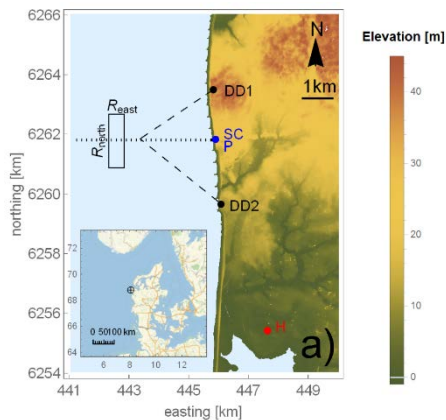 6266
6264
6262
6260
6258
6256
6254
northing [km]
441 443 445 447 449
easting [km]
R_east
R_north
DD1
SC
P
DD2
H
N
1km
a)
Elevation [m]
40
30
20
10
0
72
70
68
66
64
6 8 10 12
0 50100 km